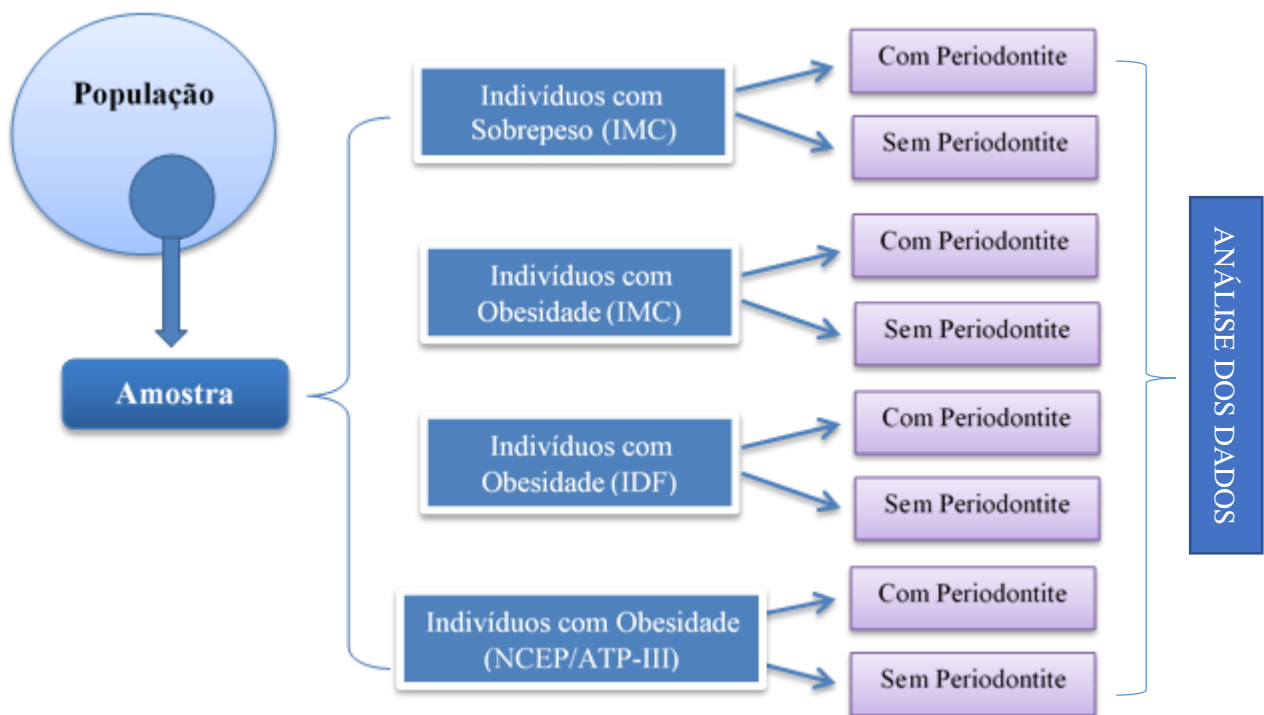 População
Amostra
Indivíduos com
Sobrepeso (IMC)
Com Periodontite
Sem Periodontite
Indivíduos com
Obesidade (IMC)
Com Periodontite
Sem Periodontite
Indivíduos com
Obesidade (IDF)
Com Periodontite
Sem Periodontite
Indivíduos com Obesidade
(NCEP/ATP-III)
Com Periodontite
Sem Periodontite
ANÁLISE DOS DADOS